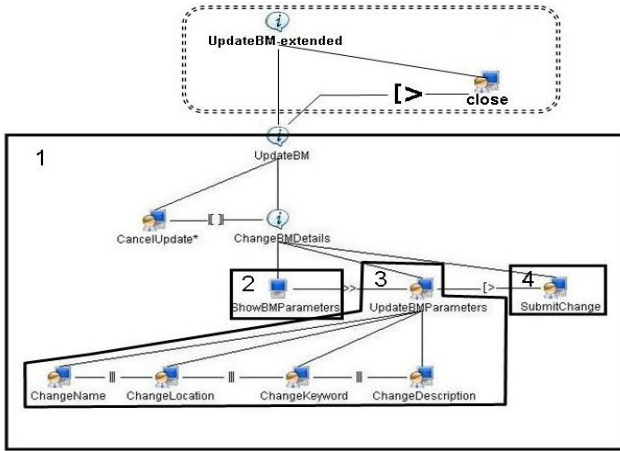 UpdateBM-extended
[>
close
1
UpdateBM
CancelUpdate*
[ ]
ChangeBMDetails
2
ShowBMParameters
>>
3
UpdateBMParameters
[>
4
SubmitChange
ChangeName
|||
ChangeLocation
|||
ChangeKeyword
|||
ChangeDescription